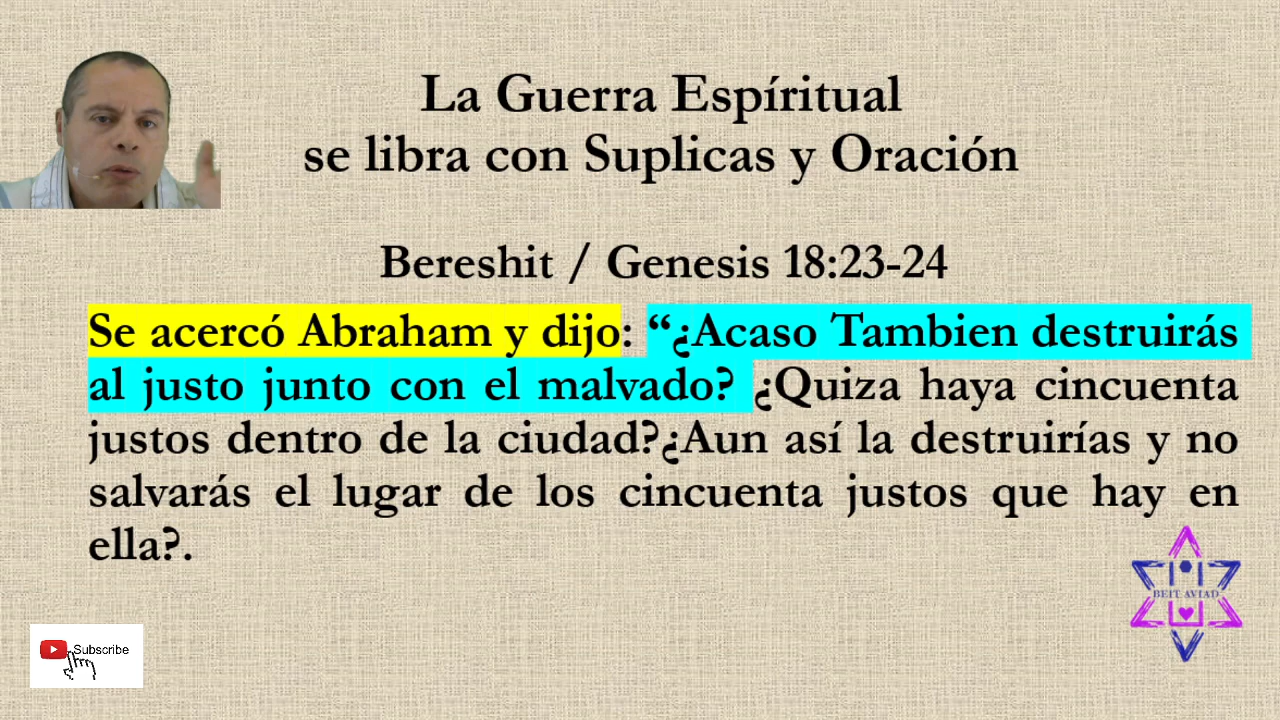 La Guerra Espíritual
se libra con Suplicas y Oración
Bereshit / Genesis 18:23-24
Se acercó Abraham y dijo: “¿Acaso Tambien destruirás
al justo junto con el malvado? ¿Quiza haya cincuenta
justos dentro de la ciudad?¿Aun así la destruirías y no
salvarás el lugar de los cincuenta justos que hay en
ella?.
BEIT AVIAD
Subscribe